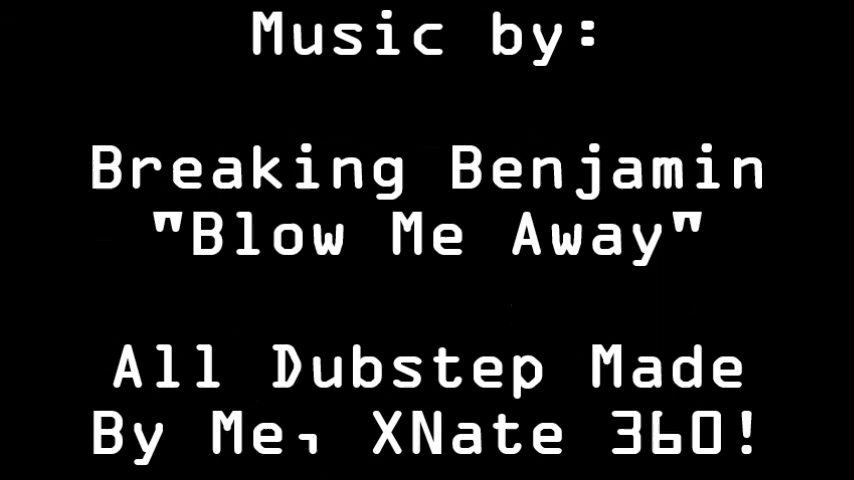 Music by:
Breaking Benjamin
"Blow Me Away"
All Dubstep Made
By Me, XNate 360!